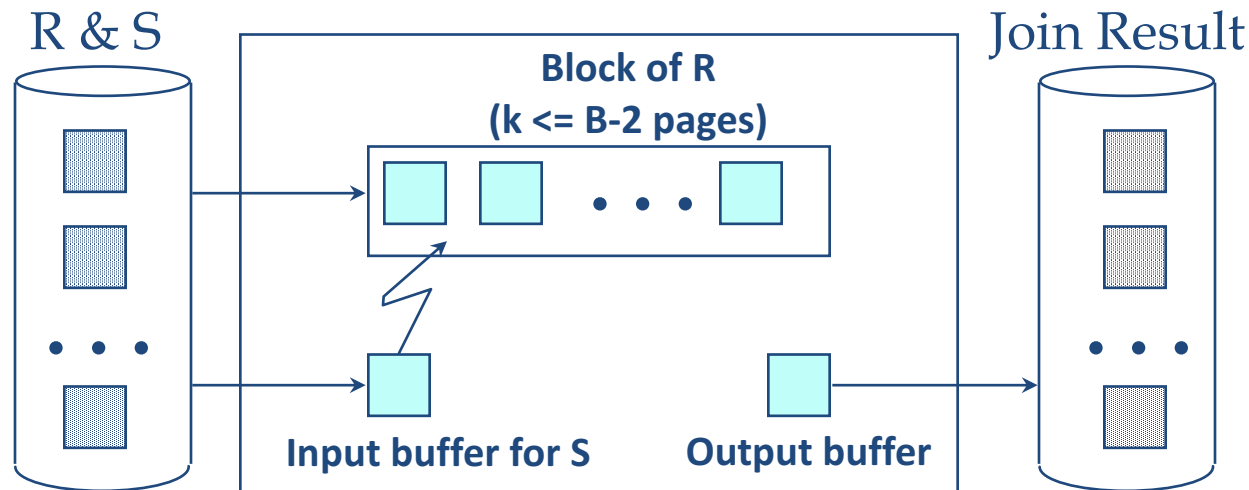 R & S
Join Result
Block of R
(k <= B-2 pages)
• • •
• • •
• • •
Input buffer for S
Output buffer